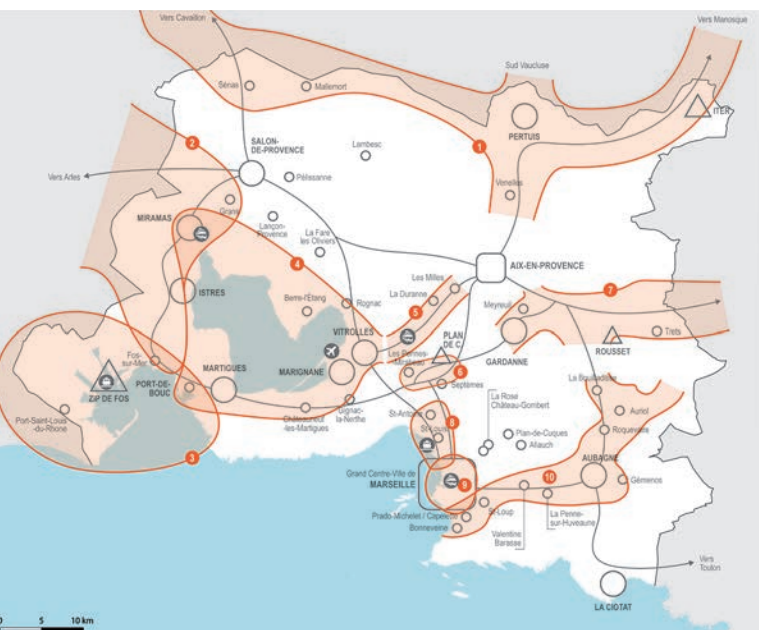 Vers Cavaillon
Vers Manosque
Sud Vaucluse
Sénas
Mallemort
ITER
PERTUIS
2
1
SALON-
DE-PROVENCE
Lambesc
Vers Arles
Pélissanne
Venelles
Grans
MIRAMAS
Lançon-
Provence
La Fare
les Oliviers
4
AIX-EN-PROVENCE
Les Milles
7
ISTRES
La Duranne
Berre-l'Étang
Rognac
Meyreuil
5
VITROLLES
PLAN
DE C.
Trets
ROUSSET
Fos-
sur-Mer
Les Pennes-
Mirabeau
GARDANNE
MARTIGUES
MARIGNANE
6
La Bouilladisse
ZIP DE FOS
PORT-DE-
BOUC
Septèmes
La Rose
Château-Gombert
Gignac-
la-Nerthe
Châteauneuf
-les-Martigues
Port-Saint-Louis
-du-Rhône
St-Antoine
8
Auriol
St-Louis
Roquevaire
Plan-de-Cuques
Allauch
3
AUBAGNE
Grand Centre-Ville de
MARSEILLE
9
10
Gémenos
St-Loup
Prado-Michelet / Capelette
Bonneveine
La Penne-
sur-Huveaune
Valentine
Barasse
Vers
Toulon
LA CIOTAT
0 5 10 km